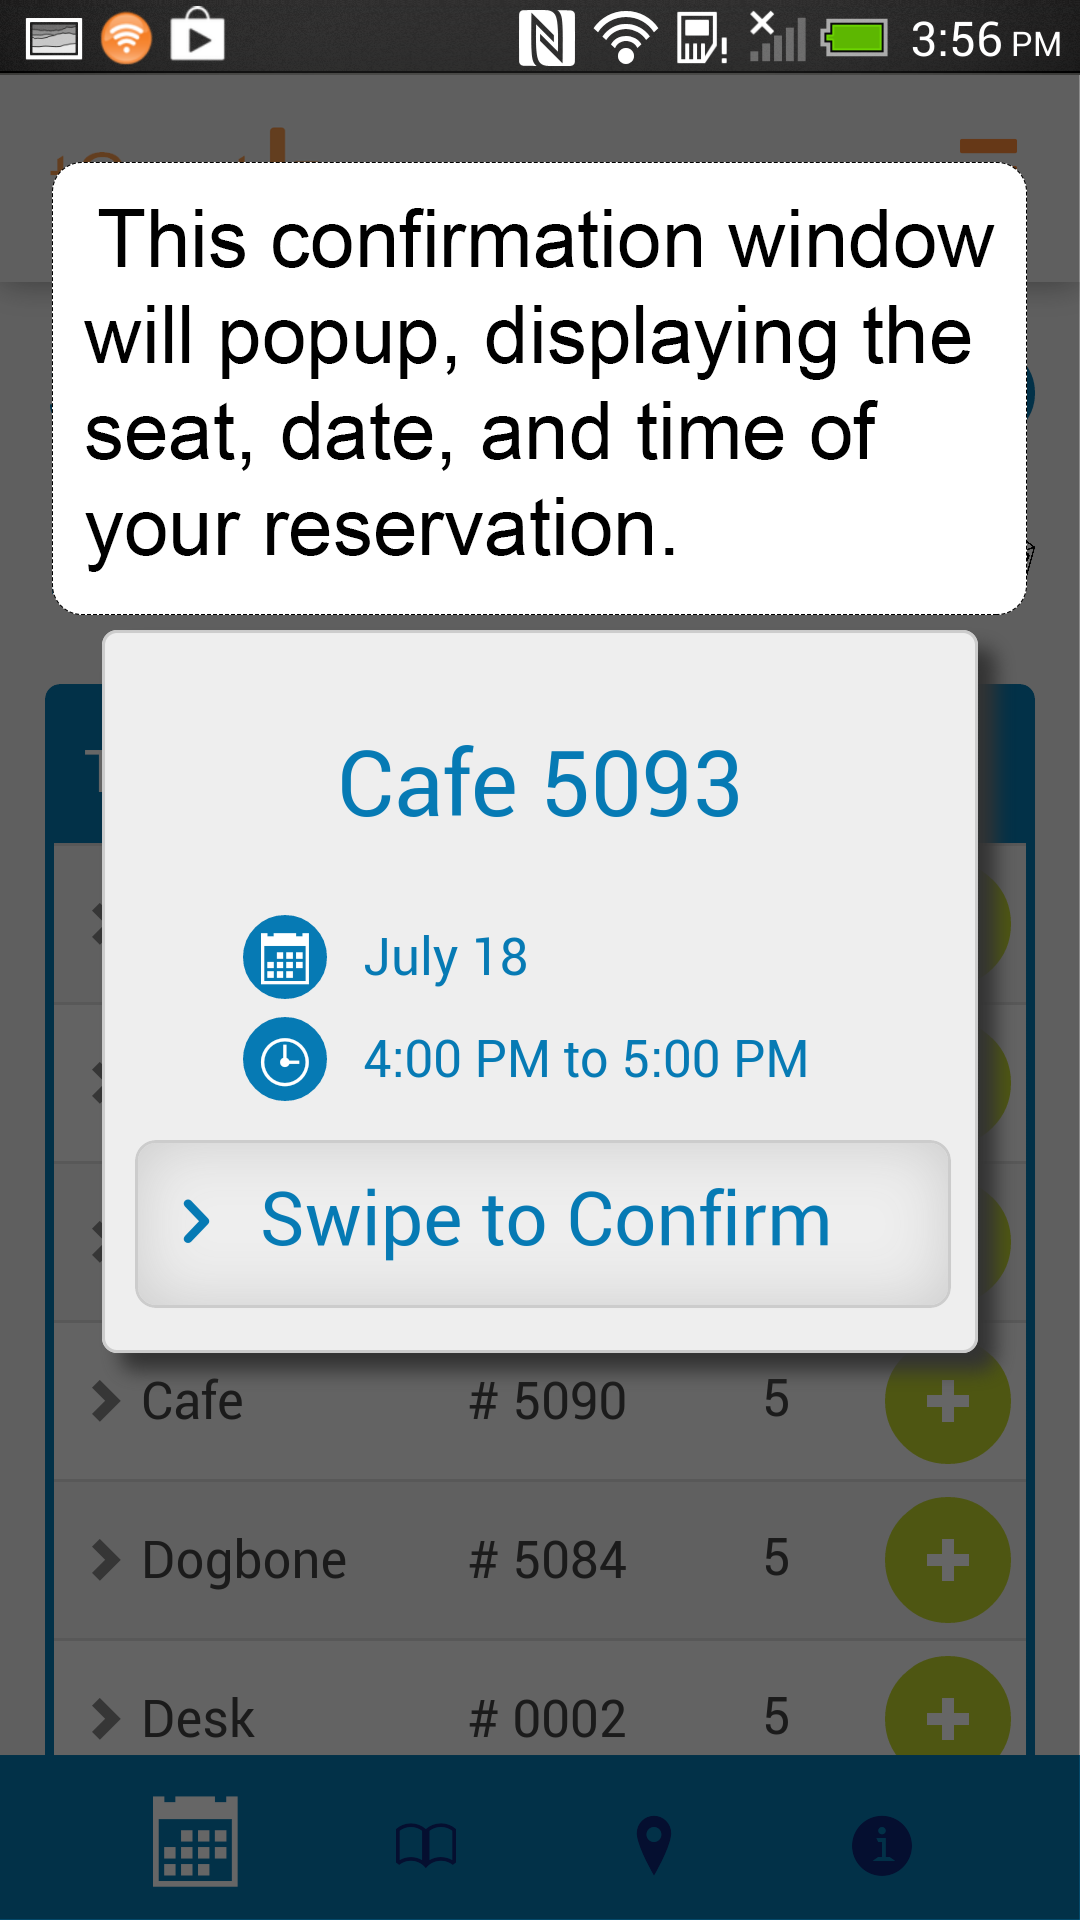 3:56 PM
This confirmation window
will popup, displaying the
seat, date, and time of
your reservation.
Cafe 5093
July 18
4:00 PM to 5:00 PM
Swipe to Confirm
Cafe # 5090 5
Dogbone # 5084 5
Desk # 0002 5